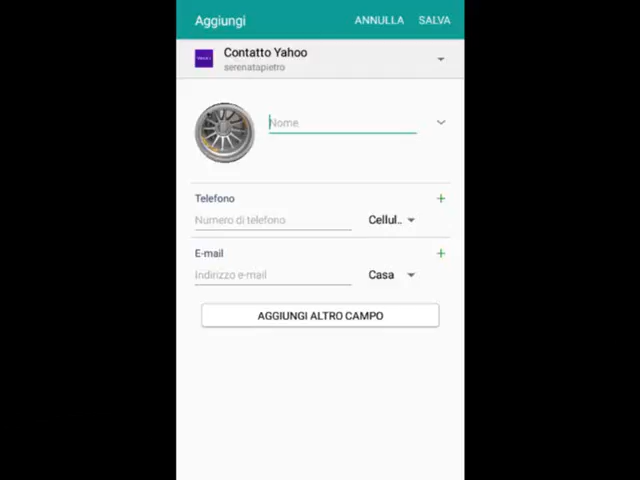 Aggiungi ANNULLA SALVA
Contatto Yahoo
serenatapietro
Nome
Telefono
Numero di telefono Cellul..
E-mail
Indirizzo e-mail Casa
AGGIUNGI ALTRO CAMPO